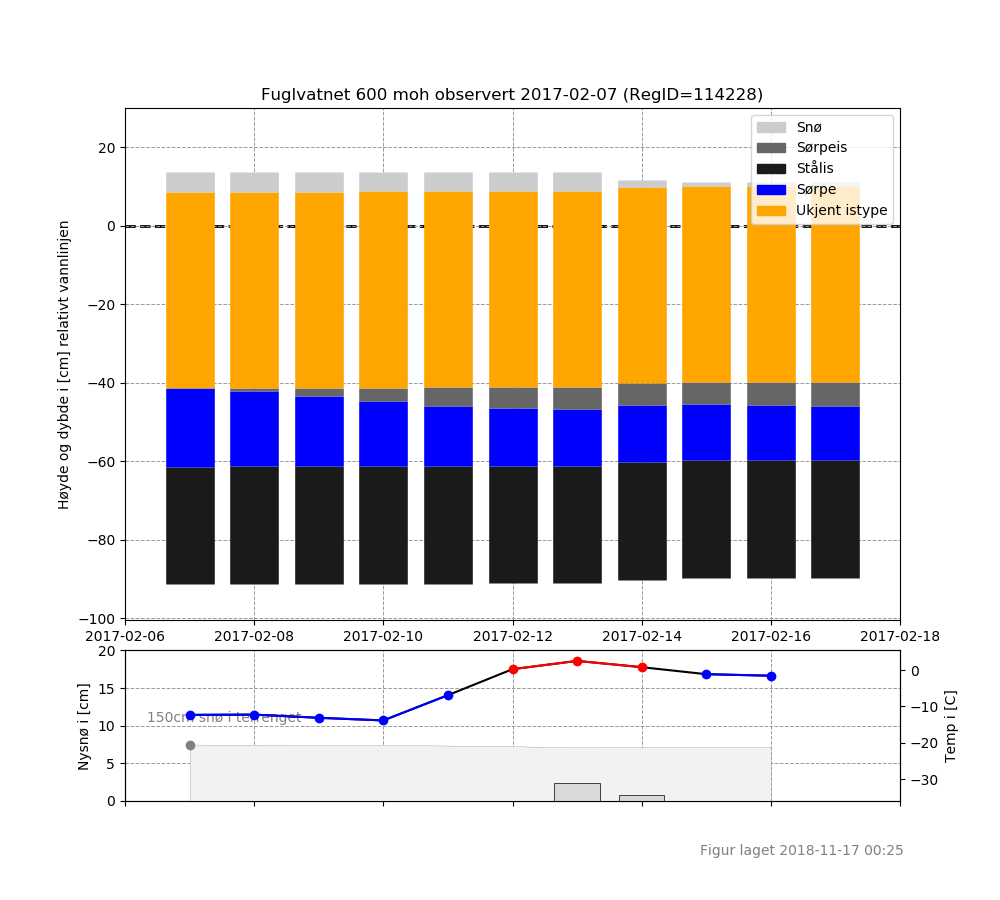 Fuglvatnet 600 moh observert 2017-02-07 (RegID=114228)
Snø
Sørpeis
Stålis
Sørpe
Ukjent istype
Høyde og dybde i [cm] relativt vannlinjen
20
0
−20
−40
−60
−80
−100
2017-02-06 2017-02-08 2017-02-10 2017-02-12 2017-02-14 2017-02-16 2017-02-18
Nysnø i [cm]
20
15
10
5
0
150cm snø i terrenget
0
−10
−20
−30
Temp i [C]
Figur laget 2018-11-17 00:25